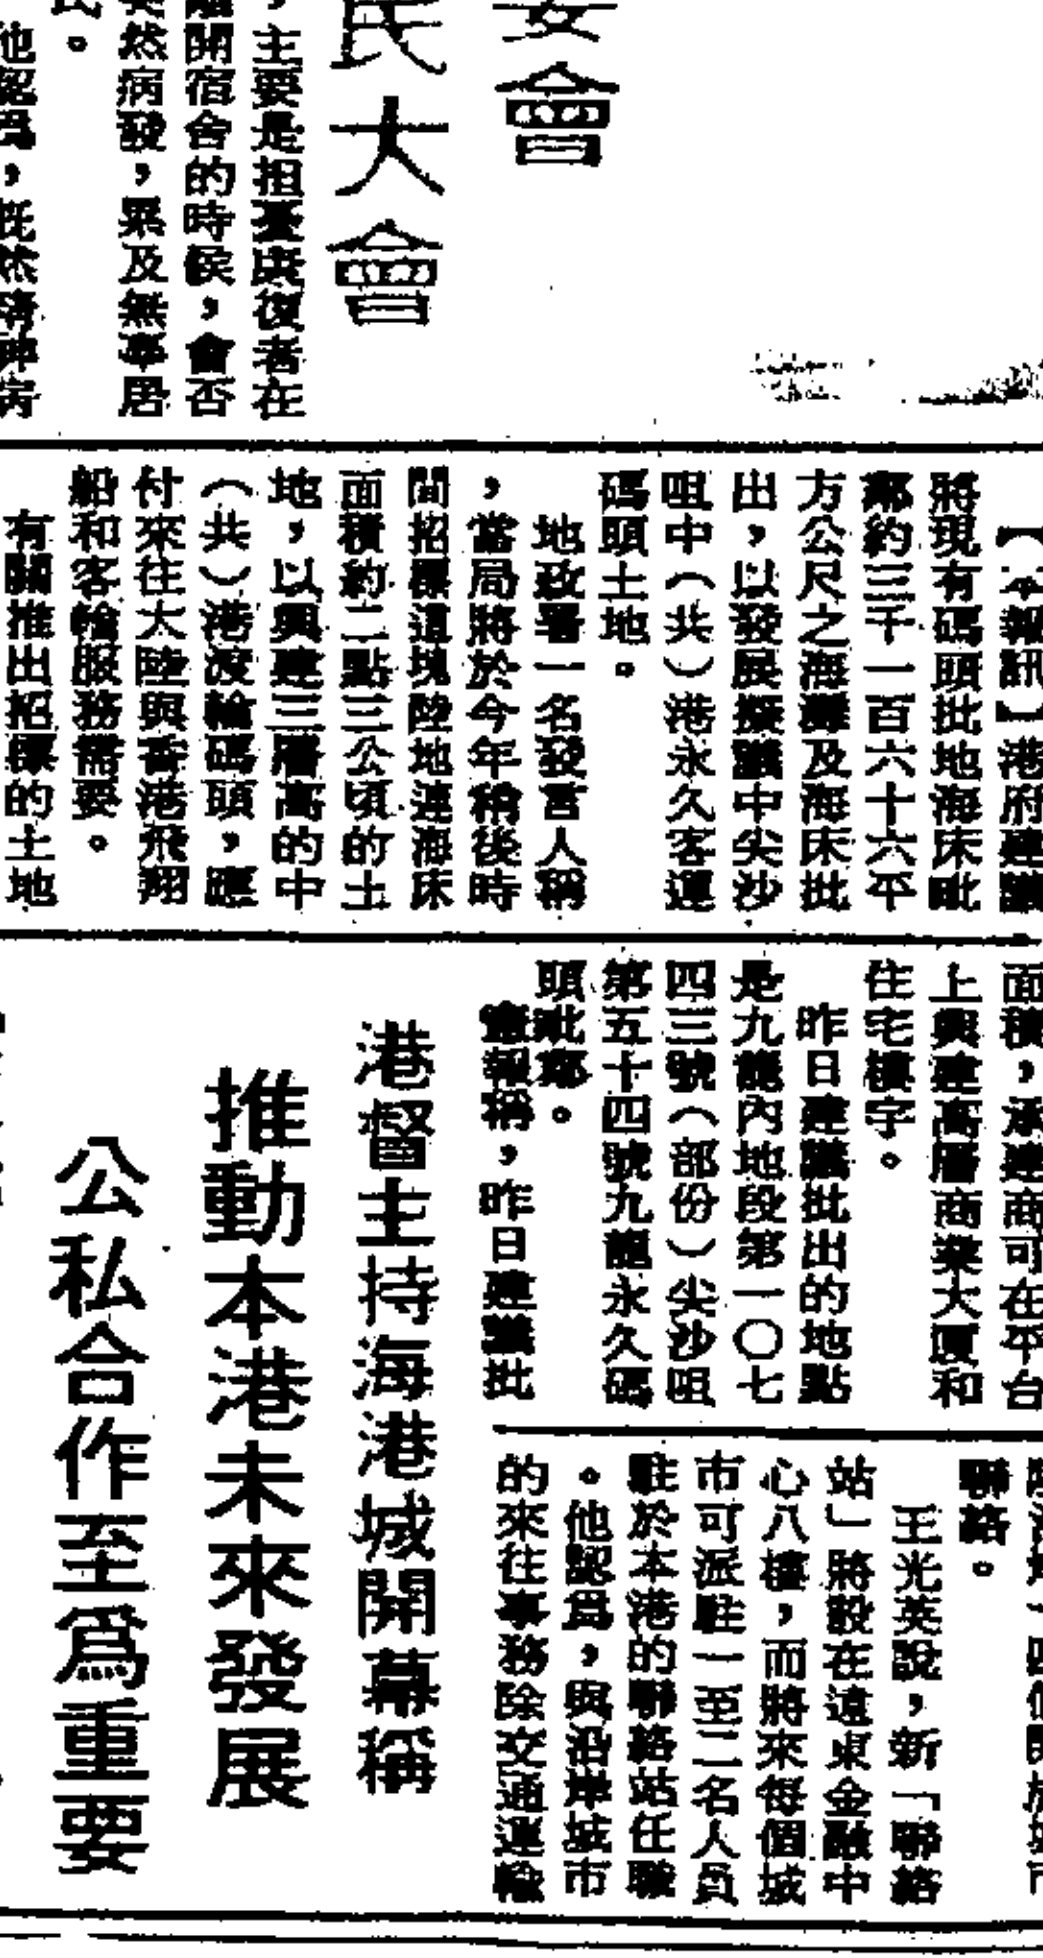 會
民大會
，主要是担憂康復者在
離開宿舍的時候，會否
突然病發，累及無辜居
民。
他認爲，既然精神病
【本報訊】港府建議
將現有碼頭批地海床毗
鄰約三千一百六十六平
方公尺之海灘及海床批
出，以發展擬議中尖沙
咀中（共）港永久客運
碼頭土地。
地政署一名發言人稱
，當局將於今年稍後時
間招標這塊陸地連海床
面積約二點三公頃的土
地，以興建三層高的中
（共）港渡輪碼頭，應
付來往大陸與香港飛翔
船和客輪服務需要。
有關推出招標的土地
面積，承建商可在平台
上興建高層商業大廈和
住宅樓宇。
昨日建議批出的地點
是九龍內地段第一〇七
四三號（部份）尖沙咀
第五十四號九龍永久碼
頭毗鄰。
憲報稱，昨日建議批
港督主持海港城開幕稱
推動本港未來發展
公私合作至爲重要
聯絡。
王光英說，新「聯絡
站」將設在遠東金融中
心八樓，而將來每個城
市可派駐一至二名人員
駐於本港的聯絡站任職
。他認爲，與沿岸城市
的來往事務除交通運輸